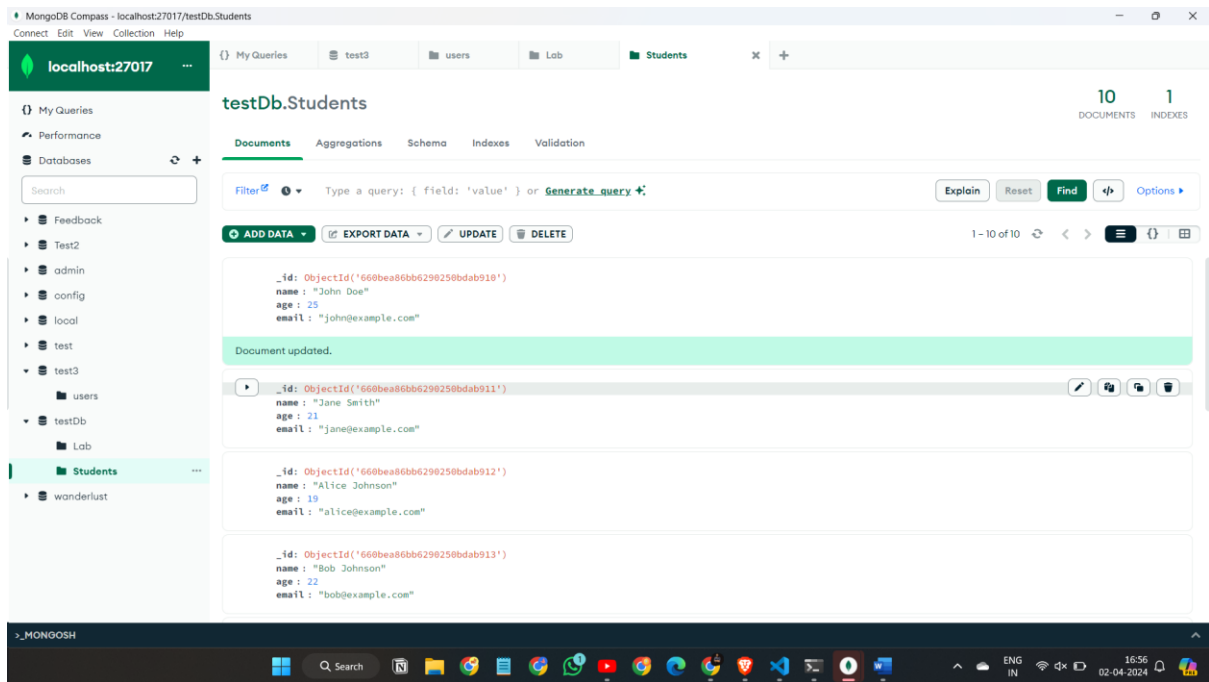 MongoDB Compass - localhost:27017/testDb.Students
Connect Edit View Collection Help
localhost:27017 ...
{} My Queries
test3
users
Lab
Students
My Queries
Performance
Databases
Search
Feedback
Test2
admin
config
local
test
test3
users
testDb
Lab
Students ...
wanderlust
testDb.Students
10
DOCUMENTS
1
INDEXES
Documents Aggregations Schema Indexes Validation
Filter Type a query: { field: 'value' } or Generate query Explain Reset Find </> Options
ADD DATA EXPORT DATA UPDATE DELETE 1 – 10 of 10 {}
_id: ObjectId('660bea86bb6290250bdab910')
name : "John Doe"
age : 25
email : "john@example.com"
Document updated.
_id: ObjectId('660bea86bb6290250bdab911')
name : "Jane Smith"
age : 21
email : "jane@example.com"
_id: ObjectId('660bea86bb6290250bdab912')
name : "Alice Johnson"
age : 19
email : "alice@example.com"
_id: ObjectId('660bea86bb6290250bdab913')
name : "Bob Johnson"
age : 22
email : "bob@example.com"
>_MONGOSH
Search
1
ENG
IN
16:56
02-04-2024